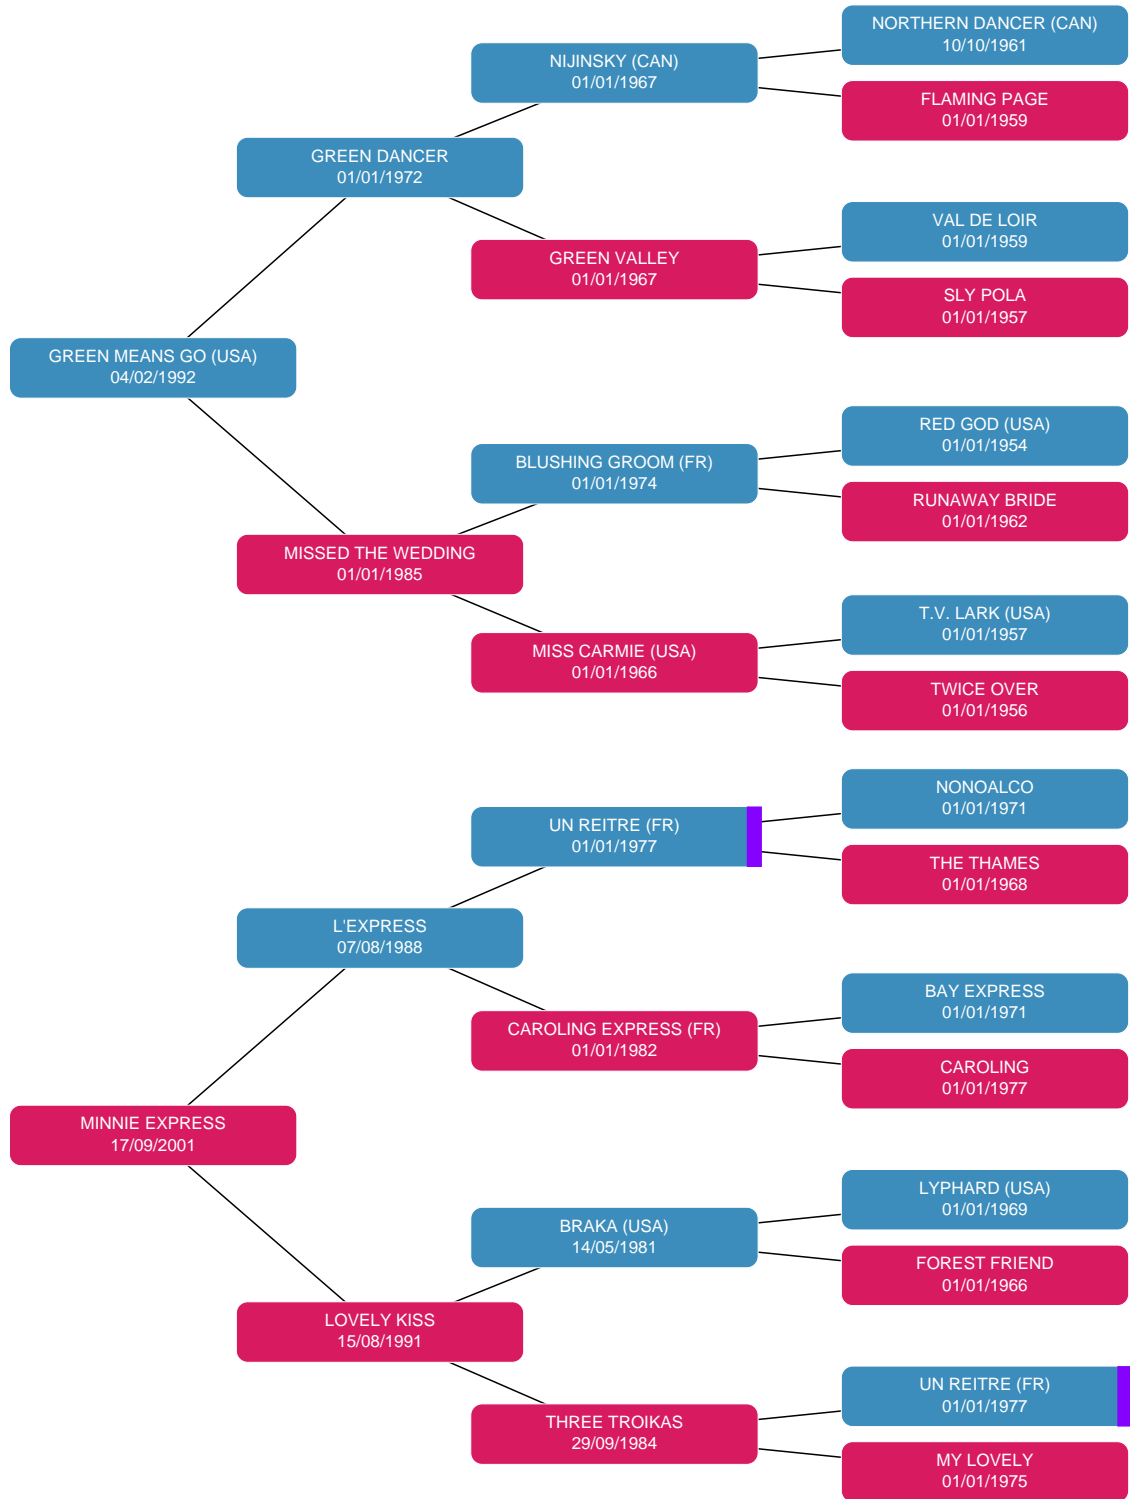 NORTHERN DANCER (CAN)
10/10/1961
NIJINSKY (CAN)
01/01/1967
FLAMING PAGE
01/01/1959
GREEN DANCER
01/01/1972
VAL DE LOIR
01/01/1959
GREEN VALLEY
01/01/1967
SLY POLA
01/01/1957
GREEN MEANS GO (USA)
04/02/1992
RED GOD (USA)
01/01/1954
BLUSHING GROOM (FR)
01/01/1974
RUNAWAY BRIDE
01/01/1962
MISSED THE WEDDING
01/01/1985
T.V. LARK (USA)
01/01/1957
MISS CARMIE (USA)
01/01/1966
TWICE OVER
01/01/1956
NONOALCO
01/01/1971
UN REITRE (FR)
01/01/1977
THE THAMES
01/01/1968
L'EXPRESS
07/08/1988
BAY EXPRESS
01/01/1971
CAROLING EXPRESS (FR)
01/01/1982
CAROLING
01/01/1977
MINNIE EXPRESS
17/09/2001
LYPHARD (USA)
01/01/1969
BRAKA (USA)
14/05/1981
FOREST FRIEND
01/01/1966
LOVELY KISS
15/08/1991
UN REITRE (FR)
01/01/1977
THREE TROIKAS
29/09/1984
MY LOVELY
01/01/1975